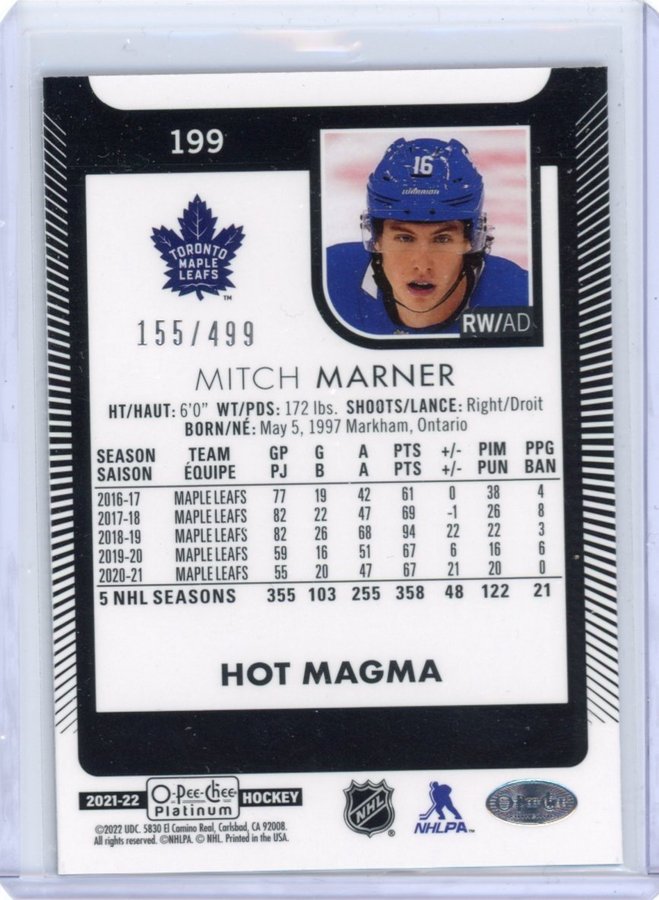 199
16
WARRIOR
TORONTO
MAPLE
LEAFS
TM
155/499
RW/AD
MITCH MARNER
HT/HAUT: 6'0" WT/PDS: 172 lbs. SHOOTS/LANCE: Right/Droit
BORN/NÉ: May 5, 1997 Markham, Ontario
SEASON TEAM GP G A PTS +/- PIM PPG
SAISON ÉQUIPE PJ B A PTS +/- PUN BAN
2016-17 MAPLE LEAFS 77 19 42 61 0 38 4
2017-18 MAPLE LEAFS 82 22 47 69 -1 26 8
2018-19 MAPLE LEAFS 82 26 68 94 22 22 3
2019-20 MAPLE LEAFS 59 16 51 67 6 16 6
2020-21 MAPLE LEAFS 55 20 47 67 21 20 0
5 NHL SEASONS 355 103 255 358 48 122 21
HOT MAGMA
2021-22 O-Pee-Chee Platinum HOCKEY
NHL
NHLPA
O-Pee-Chee
©2022 UDC. 5830 El Camino Real, Carlsbad, CA 92008.
All rights reserved. ©NHLPA. © NHL. Printed in the USA.